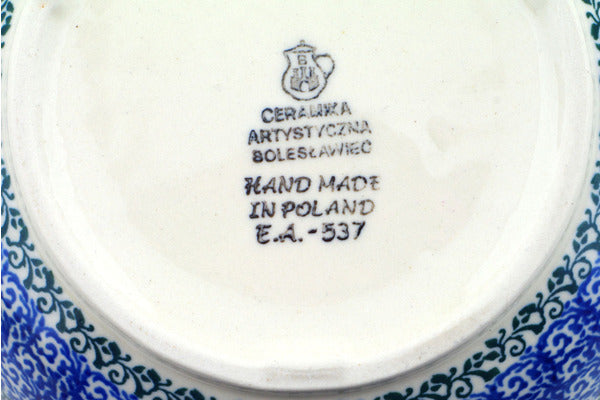 B
CERAMIKA
ARTYSTYCZNA
BOLESŁAWIEC
HAND MADE
IN POLAND
E.A.-537